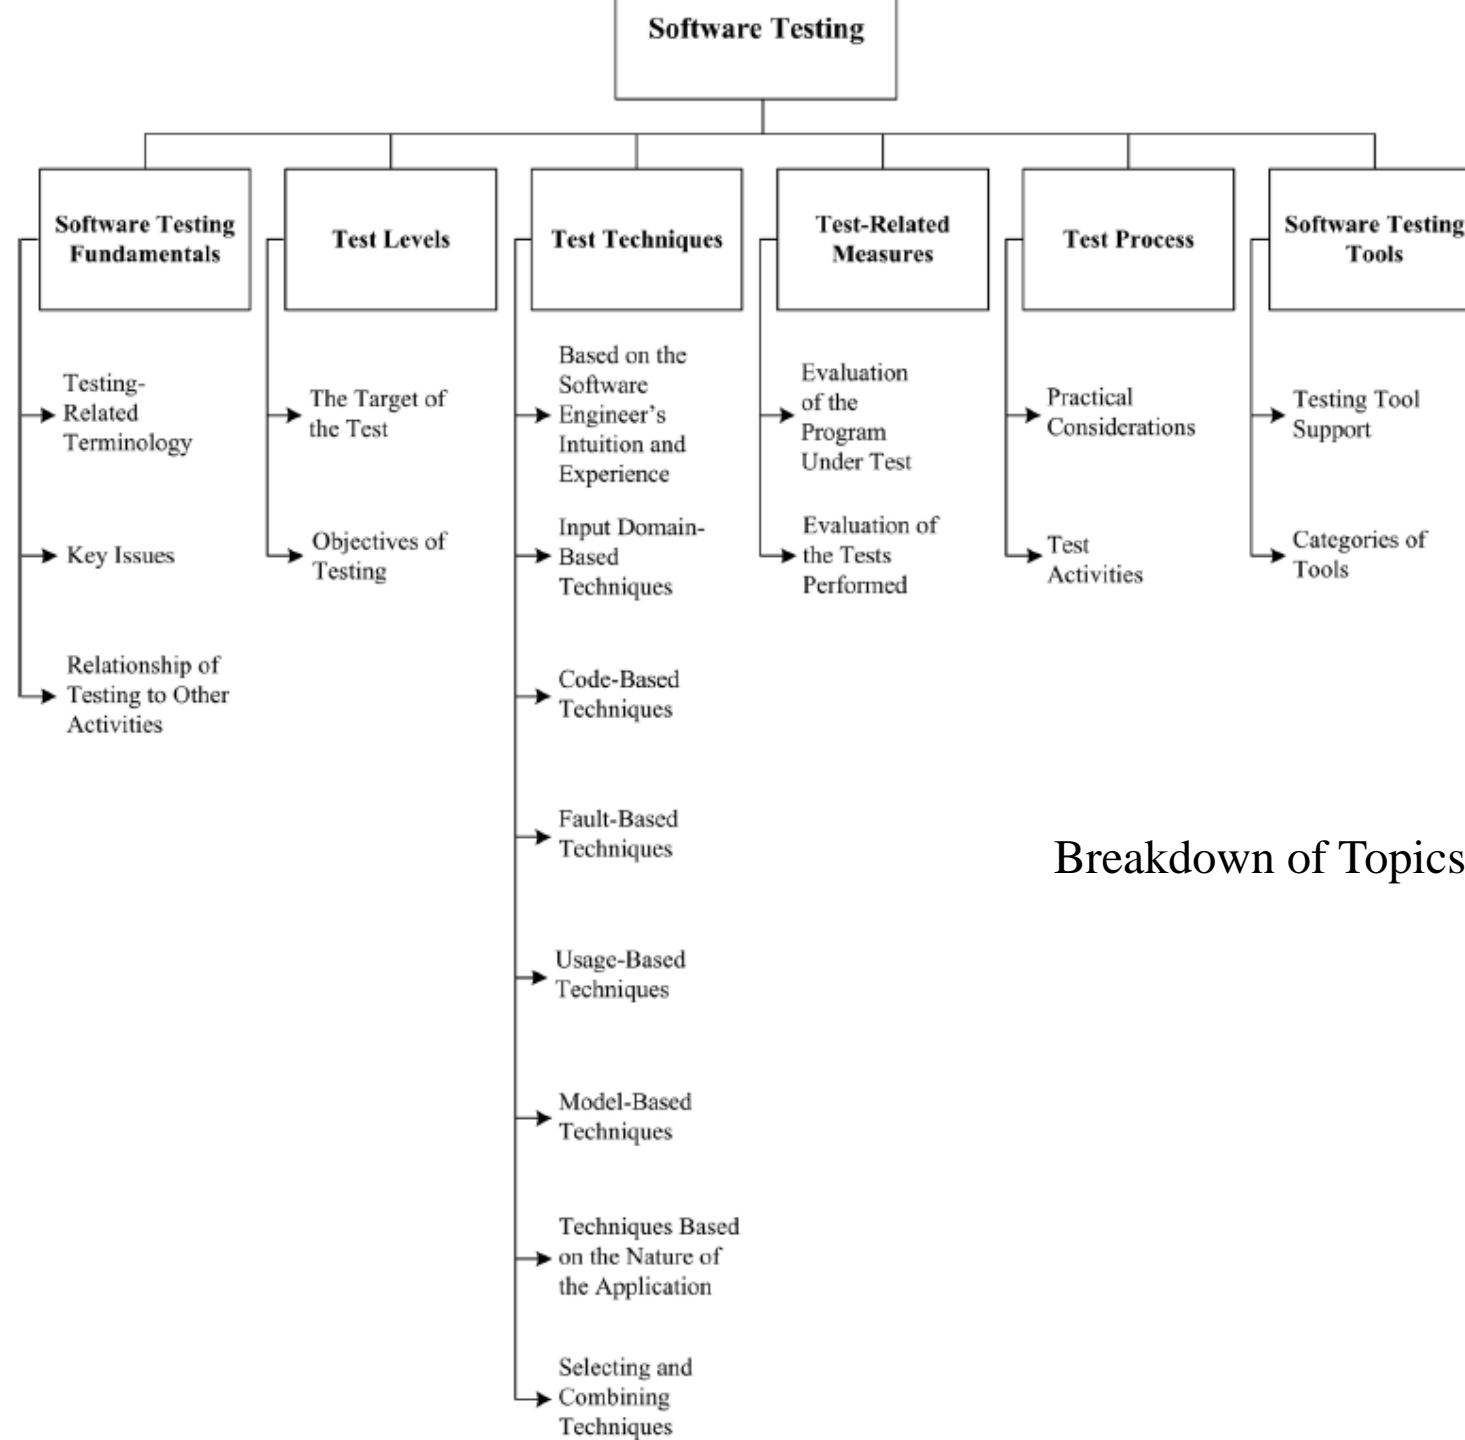 Software Testing
Software Testing
Fundamentals
Testing-
Related
Terminology
Key Issues
Relationship of
Testing to Other
Activities
Test Levels
The Target of
the Test
Objectives of
Testing
Test Techniques
Based on the
Software
Engineer's
Intuition and
Experience
Input Domain-
Based
Techniques
Code-Based
Techniques
Fault-Based
Techniques
Usage-Based
Techniques
Model-Based
Techniques
Techniques Based
on the Nature of
the Application
Selecting and
Combining
Techniques
Test-Related
Measures
Evaluation
of the
Program
Under Test
Evaluation of
the Tests
Performed
Test Process
Practical
Considerations
Test
Activities
Software Testing
Tools
Testing Tool
Support
Categories of
Tools
Breakdown of Topics